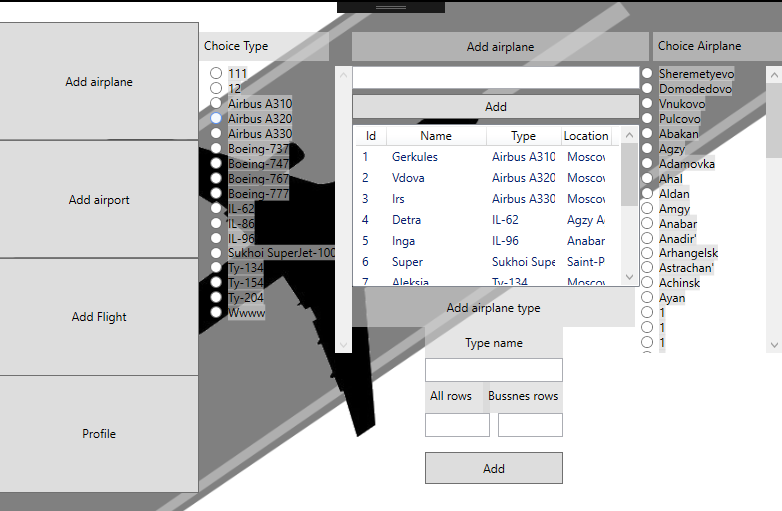 Add airplane
Add airport
Add Flight
Profile
Choice Type
111
12
Airbus A310
Airbus A320
Airbus A330
Boeing-737
Boeing-747
Boeing-767
Boeing-777
IL-62
IL-86
IL-96
Sukhoi SuperJet-100
Ty-134
Ty-154
Ty-204
Wwww
Add airplane
Add
Id Name Type Location
1 Gerkules Airbus A310 Moscov
2 Vdova Airbus A320 Moscov
3 Irs Airbus A330 Moscov
4 Detra IL-62 Agzy A
5 Inga IL-96 Anabar
6 Super Sukhoi Supe Saint-P
7 Aleksia Ty-134 Moscov
Add airplane type
Type name
All rows Bussnes rows
Add
Choice Airplane
Sheremetyevo
Domodedovo
Vnukovo
Pulcovo
Abakan
Agzy
Adamovka
Ahal
Aldan
Amgy
Anabar
Anadir'
Arhangelsk
Astrachan'
Achinsk
Ayan
1
1
1